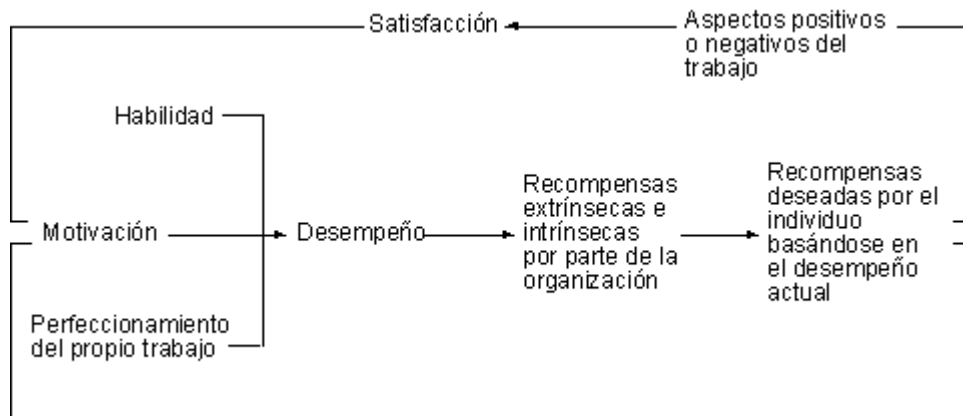 Satisfacción
Aspectos positivos
o negativos del
trabajo
Habilidad
Motivación
Desempeño
Recompensas
extrínsecas e
intrínsecas
por parte de la
organización
Recompensas
deseadas por el
individuo
basándose en
el desempeño
actual
Perfeccionamiento
del propio trabajo